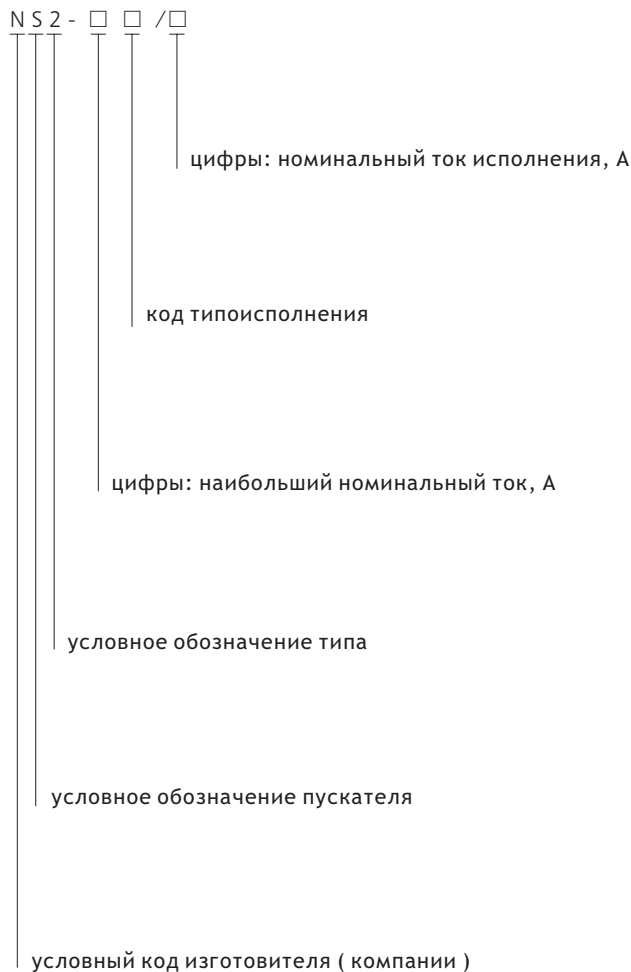 NS2-□ □ /□
цифры: номинальный ток исполнения, А
код типоисполнения
цифры: наибольший номинальный ток, А
условное обозначение типа
условное обозначение пускателя
условный код изготовителя ( компании )